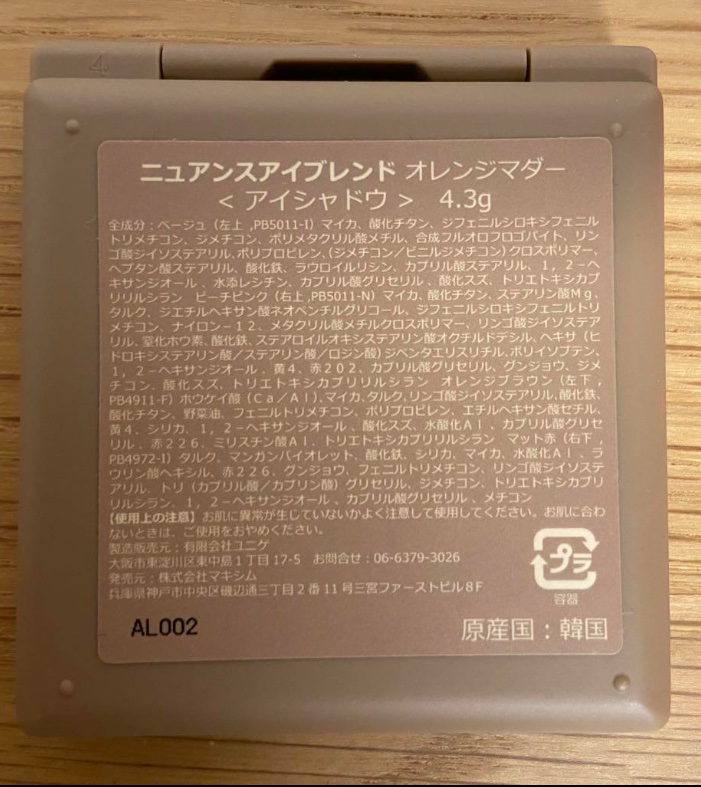 4
ニュアンスアイブレンド オレンジマダー
< アイシャドウ > 4.3g
全成分:ベージュ(左上 ,PB5011-I) マイカ、酸化チタン、ジフェニルシロキシフェニル
トリメチコン、ジメチコン、ポリメタクリル酸メチル、合成フルオロフロゴパイト、リン
ゴ酸ジイソステアリル、ポリプロピレン、(ジメチコン/ビニルジメチコン)クロスポリマー、
ヘプタン酸ステアリル、酸化鉄、ラウロイルリシン、カプリル酸ステアリル、1,2-ヘ
キサンジオール 、水添レシチン、カプリル酸グリセリル 、酸化スズ、トリエトキシカプ
リリルシラン ピーチピンク(右上,PB5011-N) マイカ、酸化チタン、ステアリン酸Mg、
タルク、ジエチルヘキサン酸ネオペンチルグリコール、ジフェニルシロキシフェニルトリ
メチコン、ナイロン-12、メタクリル酸メチルクロスポリマー、リンゴ酸ジイソステア
リル、窒化ホウ素、酸化鉄、ステアロイルオキシステアリン酸オクチルドデシル、ヘキサ(ヒ
ドロキシステアリン酸/ステアリン酸/ロジン酸)ジペンタエリスリチル、ポリイソブテン、
1,2-ヘキサンジオール 、黄4、赤202、カプリル酸グリセリル、グンジョウ、ジメ
チコン、酸化スズ、トリエトキシカプリリルシラン オレンジブラウン(左下 ,
PB4911-F) ホウケイ酸(Ca/Al)、マイカ、タルク、リンゴ酸ジイソステアリル、酸化鉄、
酸化チタン、野菜油、フェニルトリメチコン、ポリプロピレン、エチルヘキサン酸セチル、
黄4、シリカ、1,2-ヘキサンジオール 、酸化スズ、水酸化Al 、カプリル酸グリセ
リル 、赤226、ミリスチン酸Al、トリエトキシカプリリルシラン マット赤(右下 ,
PB4972-I) タルク、マンガンバイオレット、酸化鉄、シリカ、マイカ、水酸化Al 、ラ
ウリン酸ヘキシル、赤226、グンジョウ、フェニルトリメチコン、リンゴ酸ジイソステ
アリル、トリ(カプリル酸/カプリン酸)グリセリル、ジメチコン、トリエトキシカプリ
リルシラン、1,2-ヘキサンジオール 、カプリル酸グリセリル 、メチコン
【使用上の注意】お肌に異常が生じていないかよく注意して使用してください。お肌に合わ
ないときは、ご使用をおやめください。
製造販売元:有限会社ユニケ
大阪市東淀川区東中島1丁目17-5 お問合せ:06-6379-3026
発売元:株式会社マキシム
兵庫県神戸市中央区磯辺通三丁目2番11号三宮ファーストビル8F
プラ
容器
AL002
原産国:韓国